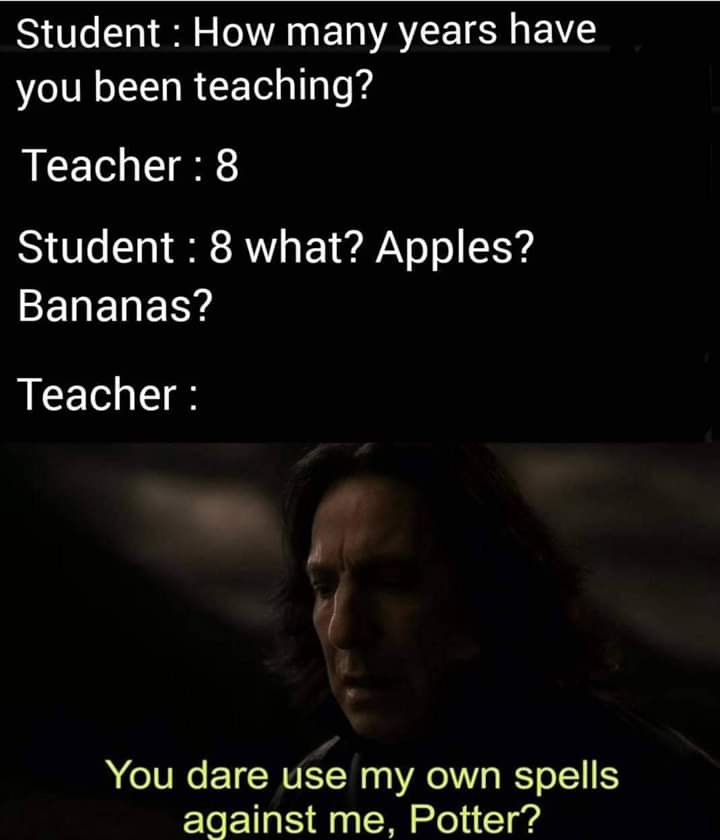 Student : How many years have
you been teaching?
Teacher : 8
Student : 8 what? Apples?
Bananas?
Teacher :
You dare use my own spells
against me, Potter?